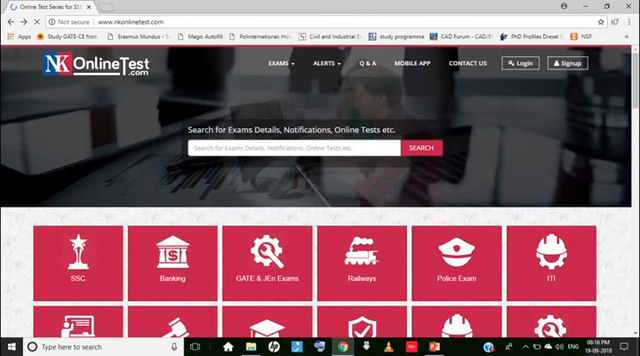 Online Test Series for SSC
Not secure | www.nkonlinetest.com
Apps
Study GATE-CE from
Erasmus Mundus - S
Magic Autofill
Polinternational: Ho
Civil and Industrial E
study programme
CAD Forum - CAD/B
PhD Profiles Drexel
NSP
NK OnlineTest
.com
EXAMS
ALERTS
Q & A
MOBILE APP
CONTACT US
Login
Signup
Search for Exams Details, Notifications, Online Tests etc.
Search for Exams Details, Notifications, Online Tests etc.
SEARCH
SSC
Banking
GATE & JEn Exams
Railways
Police Exam
ITI
Type here to search
ENG
08:16 PM
19-09-2018